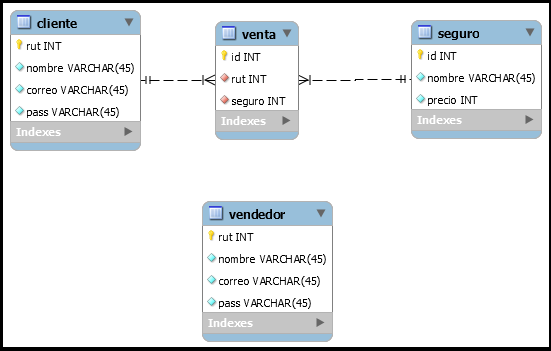 cliente
rut INT
nombre VARCHAR(45)
correo VARCHAR(45)
pass VARCHAR(45)
Indexes
venta
id INT
rut INT
seguro INT
Indexes
seguro
id INT
nombre VARCHAR(45)
precio INT
Indexes
vendedor
rut INT
nombre VARCHAR(45)
correo VARCHAR(45)
pass VARCHAR(45)
Indexes